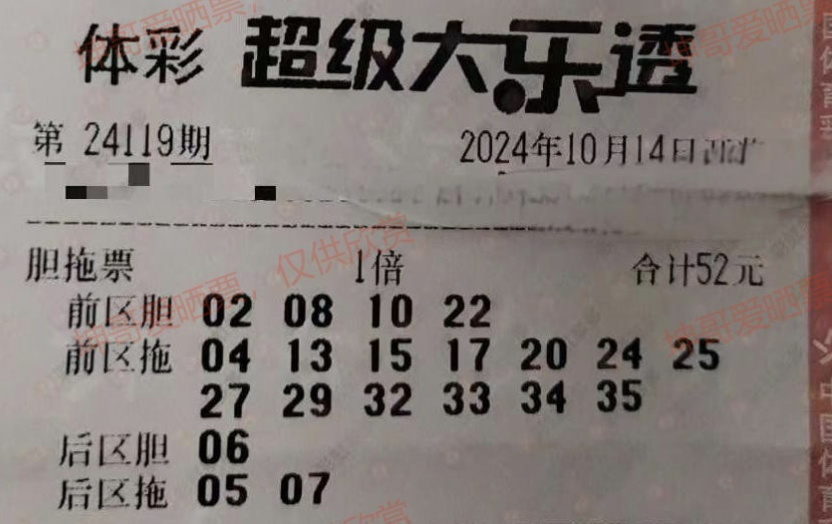 体彩 超级大乐透
第 24119期 2024年10月14日
胆拖票 1倍 合计52元
前区胆 02 08 10 22
前区拖 04 13 15 17 20 24 25
27 29 32 33 34 35
后区胆 06
后区拖 05 07
帅哥爱晒票,仅供欣赏